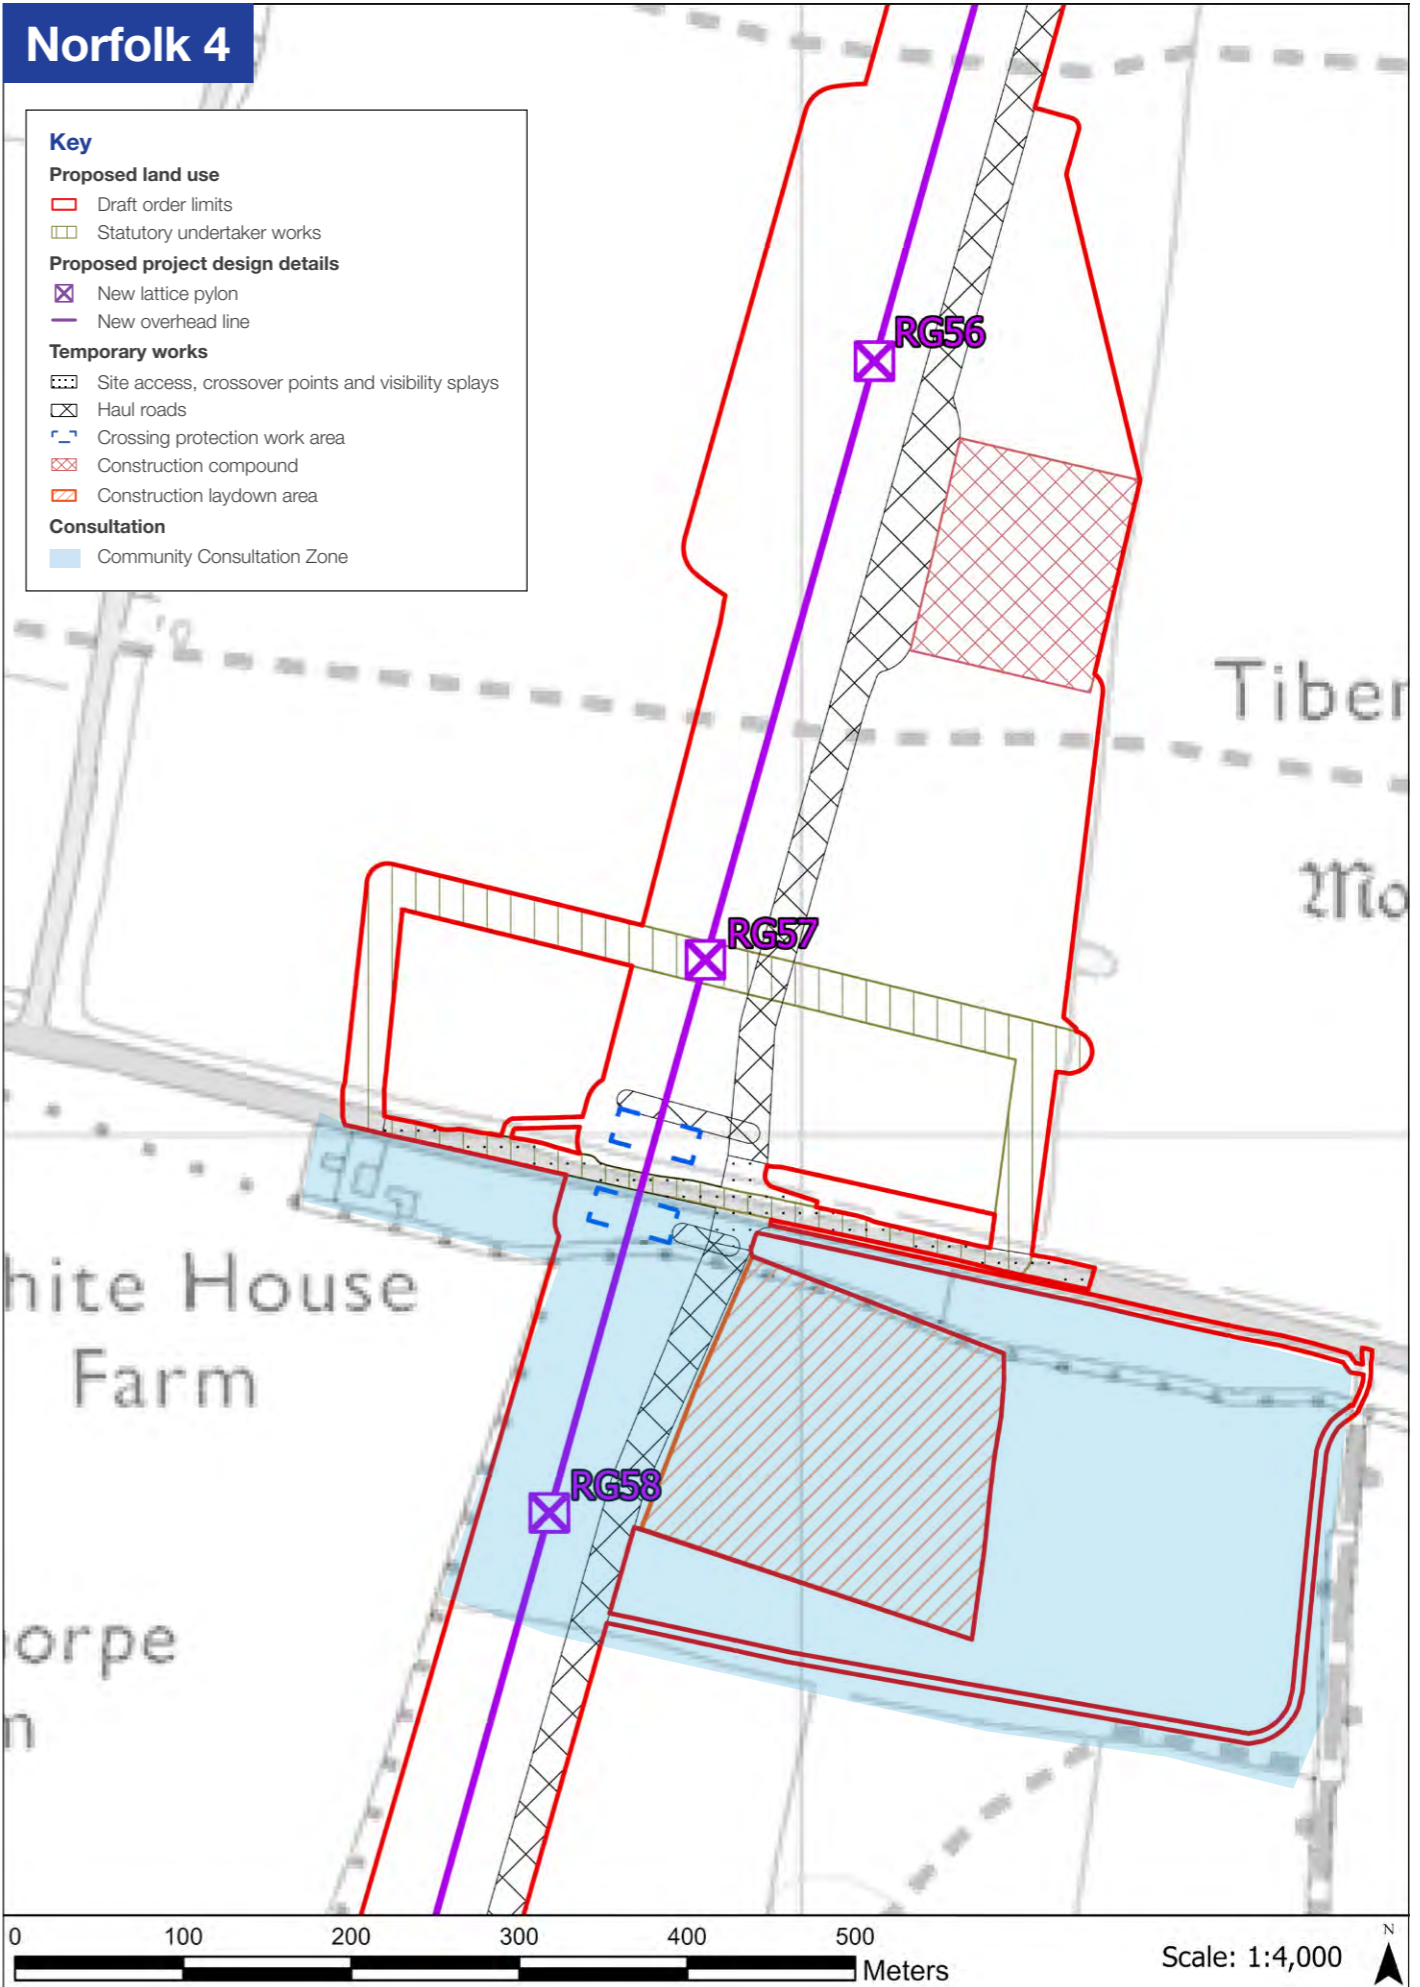 Norfolk 4
Key
Proposed land use
Draft order limits
Statutory undertaker works
Proposed project design details
New lattice pylon
New overhead line
Temporary works
Site access, crossover points and visibility splays
Haul roads
Crossing protection work area
Construction compound
Construction laydown area
Consultation
Community Consultation Zone
RG56
Tiber
Mo
RG57
hite House
Farm
RG58
orpe
n
0 100 200 300 400 500
Meters
Scale: 1:4,000
N